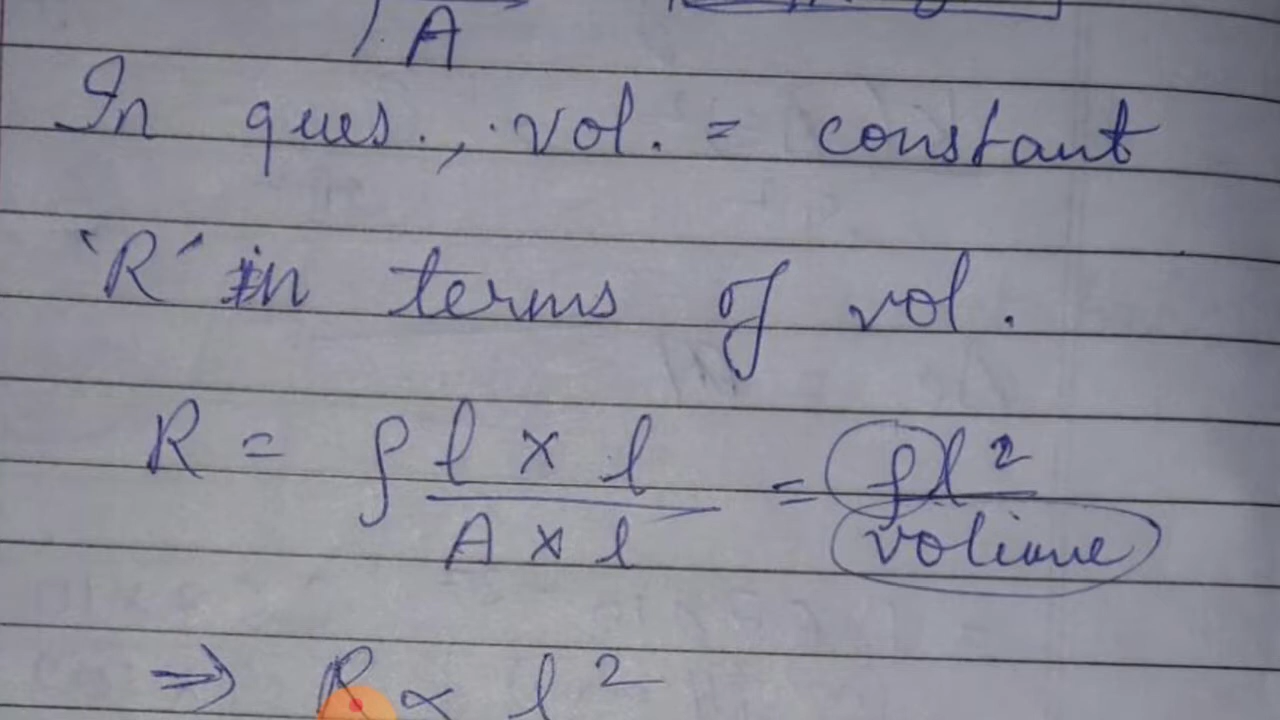 A
In ques., vol. = constant
'R' in terms of vol.
R = ρ l × l / A × l = ρl² / volume
⇒ R ∝ l²